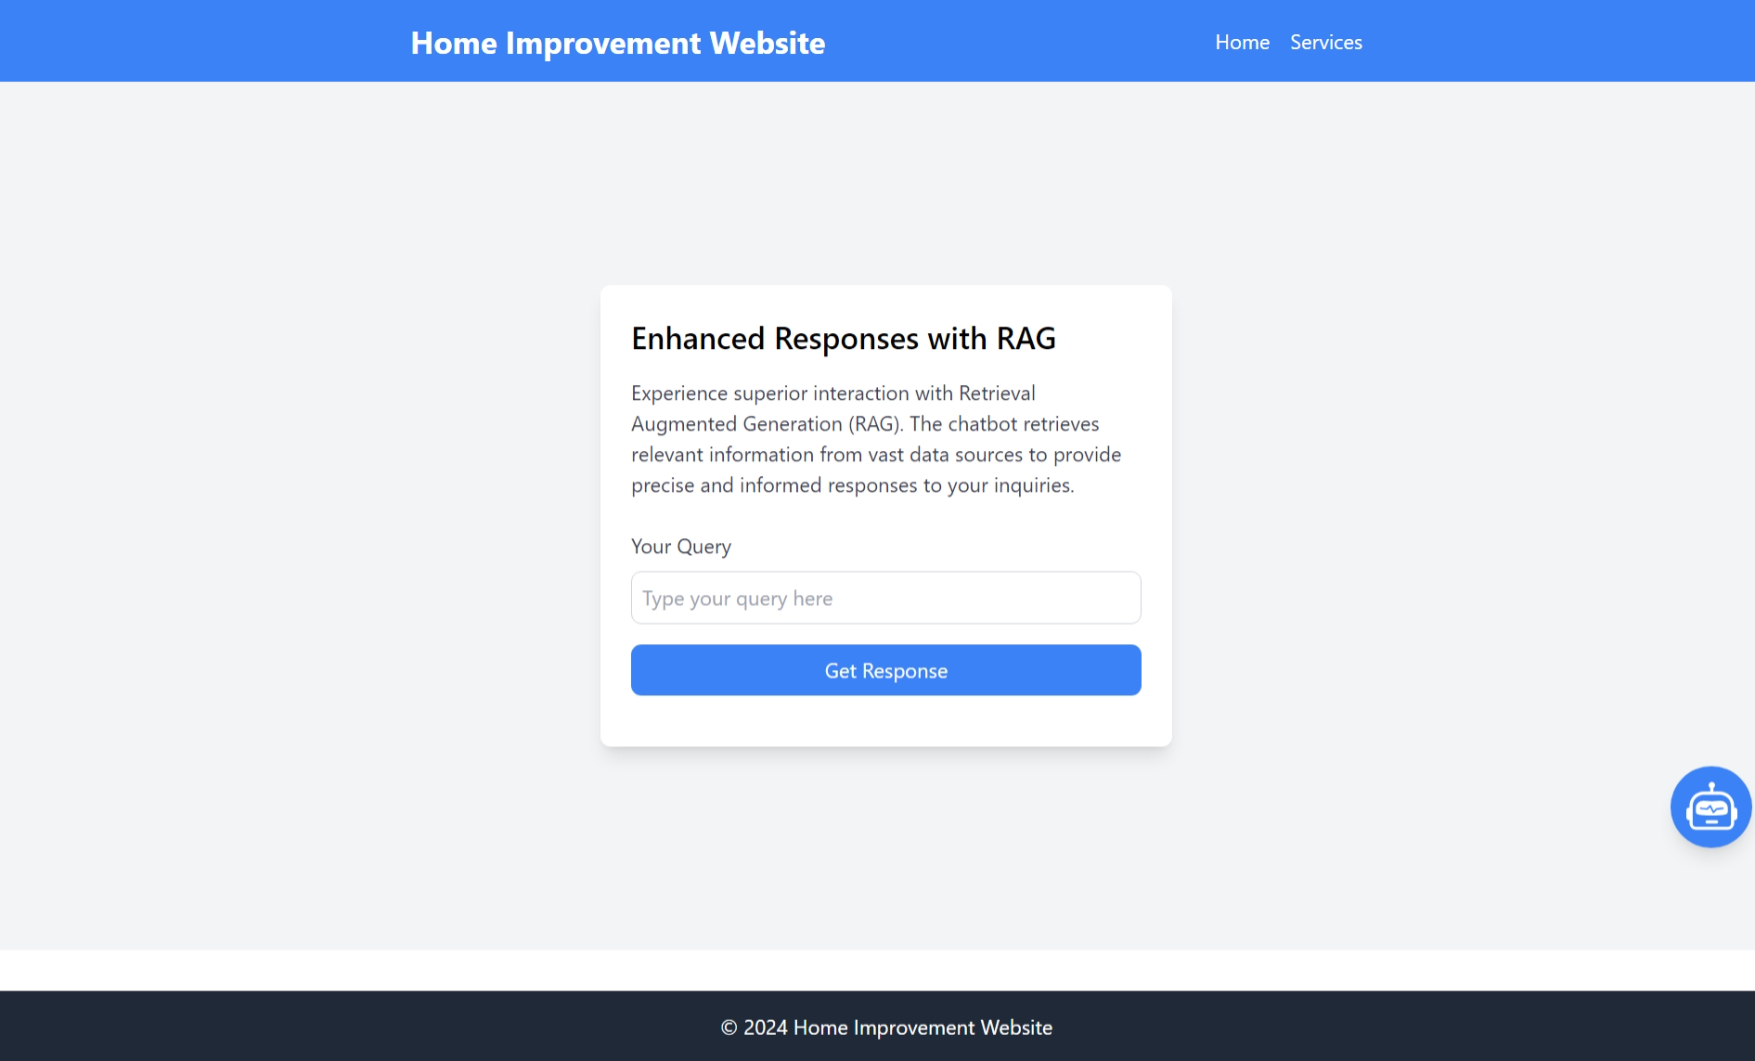 Home Improvement Website
Home Services
Enhanced Responses with RAG
Experience superior interaction with Retrieval
Augmented Generation (RAG). The chatbot retrieves
relevant information from vast data sources to provide
precise and informed responses to your inquiries.
Your Query
Type your query here
Get Response
© 2024 Home Improvement Website